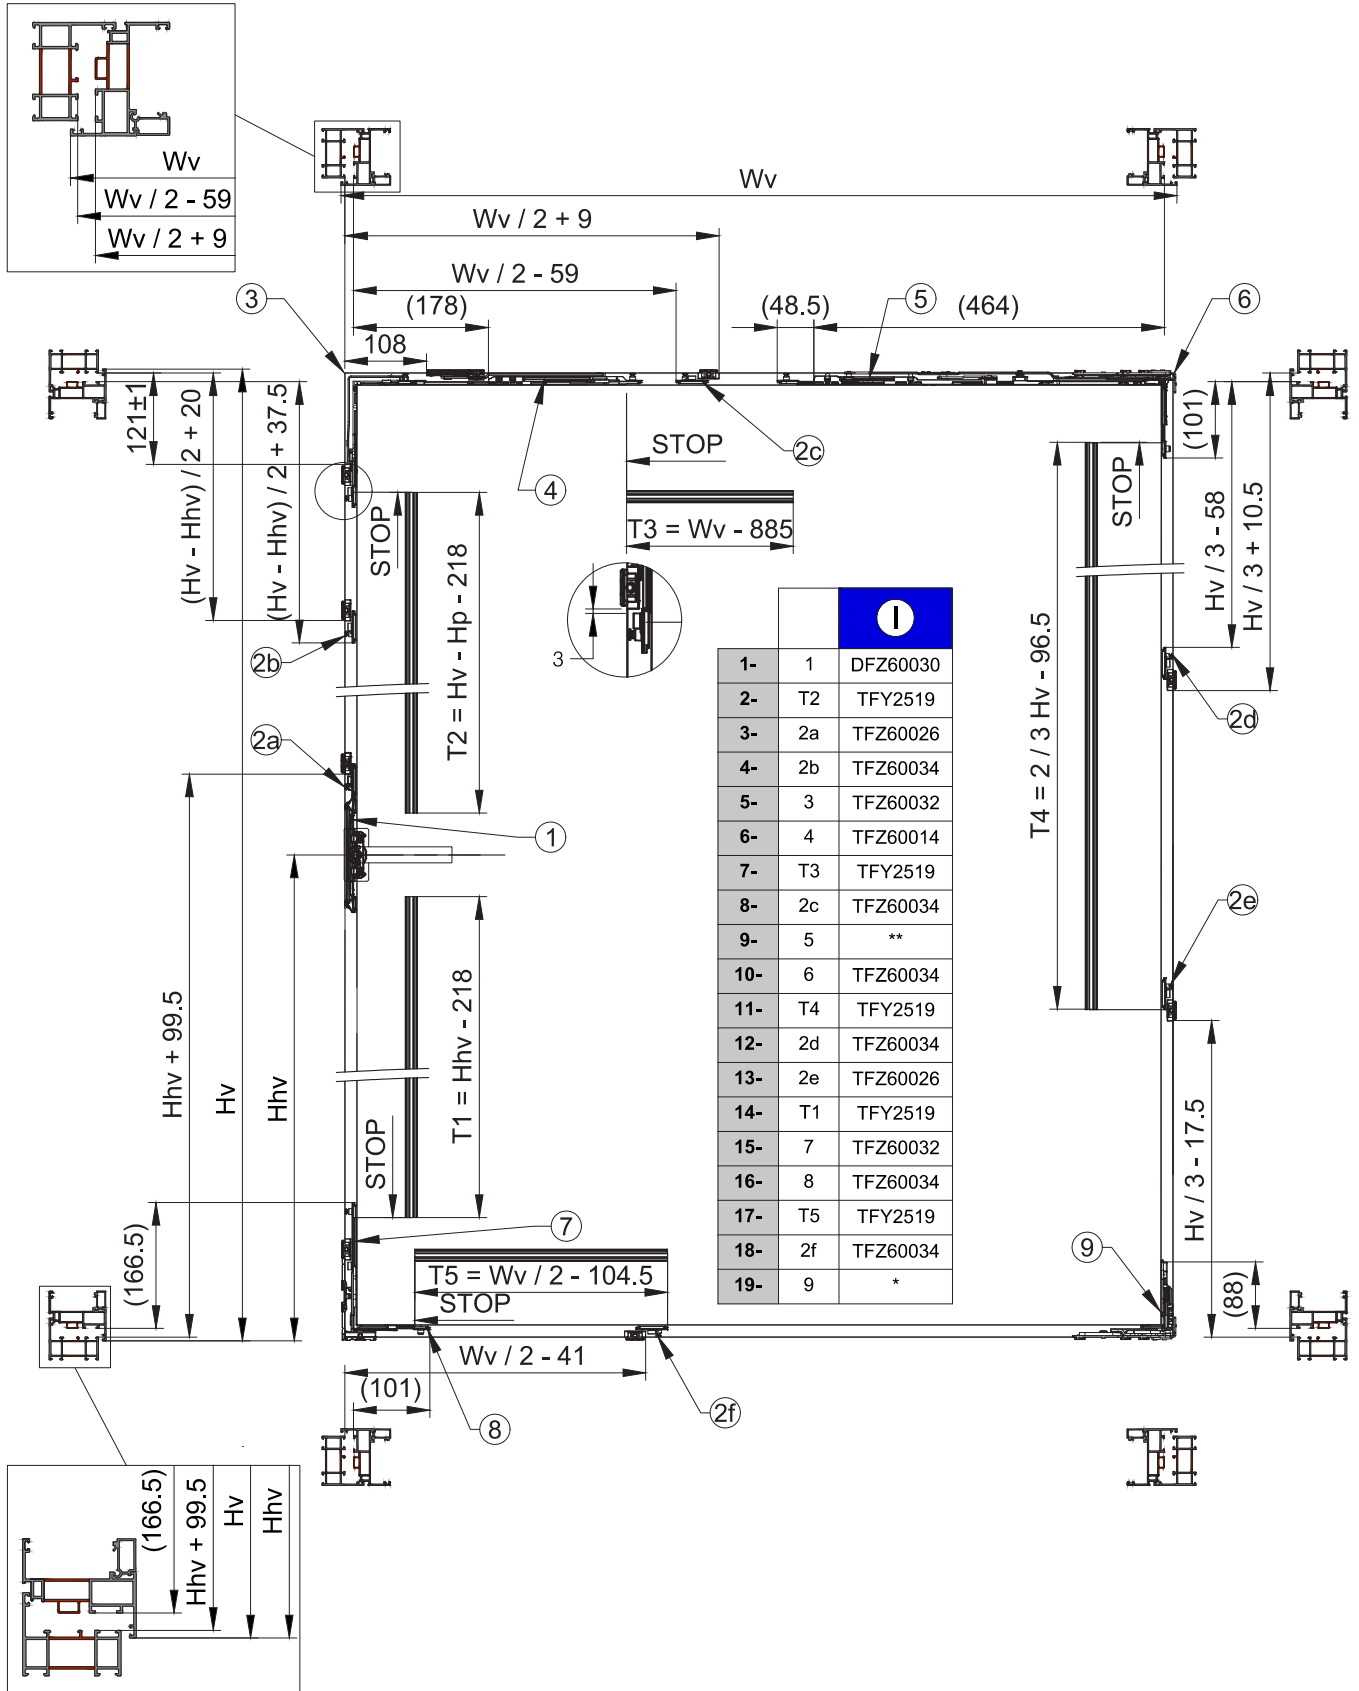 Wv
Wv / 2 - 59
Wv / 2 + 9
Wv
Wv / 2 + 9
Wv / 2 - 59
(178)
(48.5)
(464)
108
3
5
6
121±1
(Hv - Hhv) / 2 + 20
(Hv - Hhv) / 2 + 37.5
4
2c
STOP
T3 = Wv - 885
STOP
T2 = Hv - Hp - 218
STOP
T4 = 2 / 3 Hv - 96.5
(101)
Hv / 3 - 58
Hv / 3 + 10.5
3
2b
2a
2d
1
2e
I
1- 1 DFZ60030
2- T2 TFY2519
3- 2a TFZ60026
4- 2b TFZ60034
5- 3 TFZ60032
6- 4 TFZ60014
7- T3 TFY2519
8- 2c TFZ60034
9- 5 **
10- 6 TFZ60034
11- T4 TFY2519
12- 2d TFZ60034
13- 2e TFZ60026
14- T1 TFY2519
15- 7 TFZ60032
16- 8 TFZ60034
17- T5 TFY2519
18- 2f TFZ60034
19- 9 *
Hhv + 99.5
Hv
Hhv
STOP
T1 = Hhv - 218
Hv / 3 - 17.5
(166.5)
7
9
(88)
T5 = Wv / 2 - 104.5
STOP
Wv / 2 - 41
(101)
8
2f
(166.5)
Hhv + 99.5
Hv
Hhv